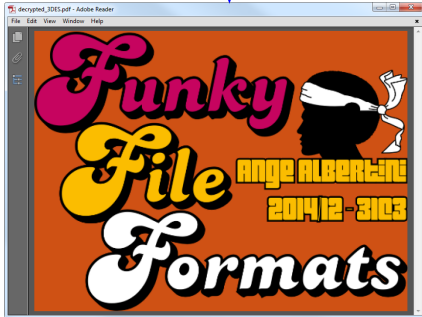 decrypted_3DES.pdf - Adobe Reader
File Edit View Window Help
Funky
File
Formats
Ange Albertini
2014/12 - 31C3